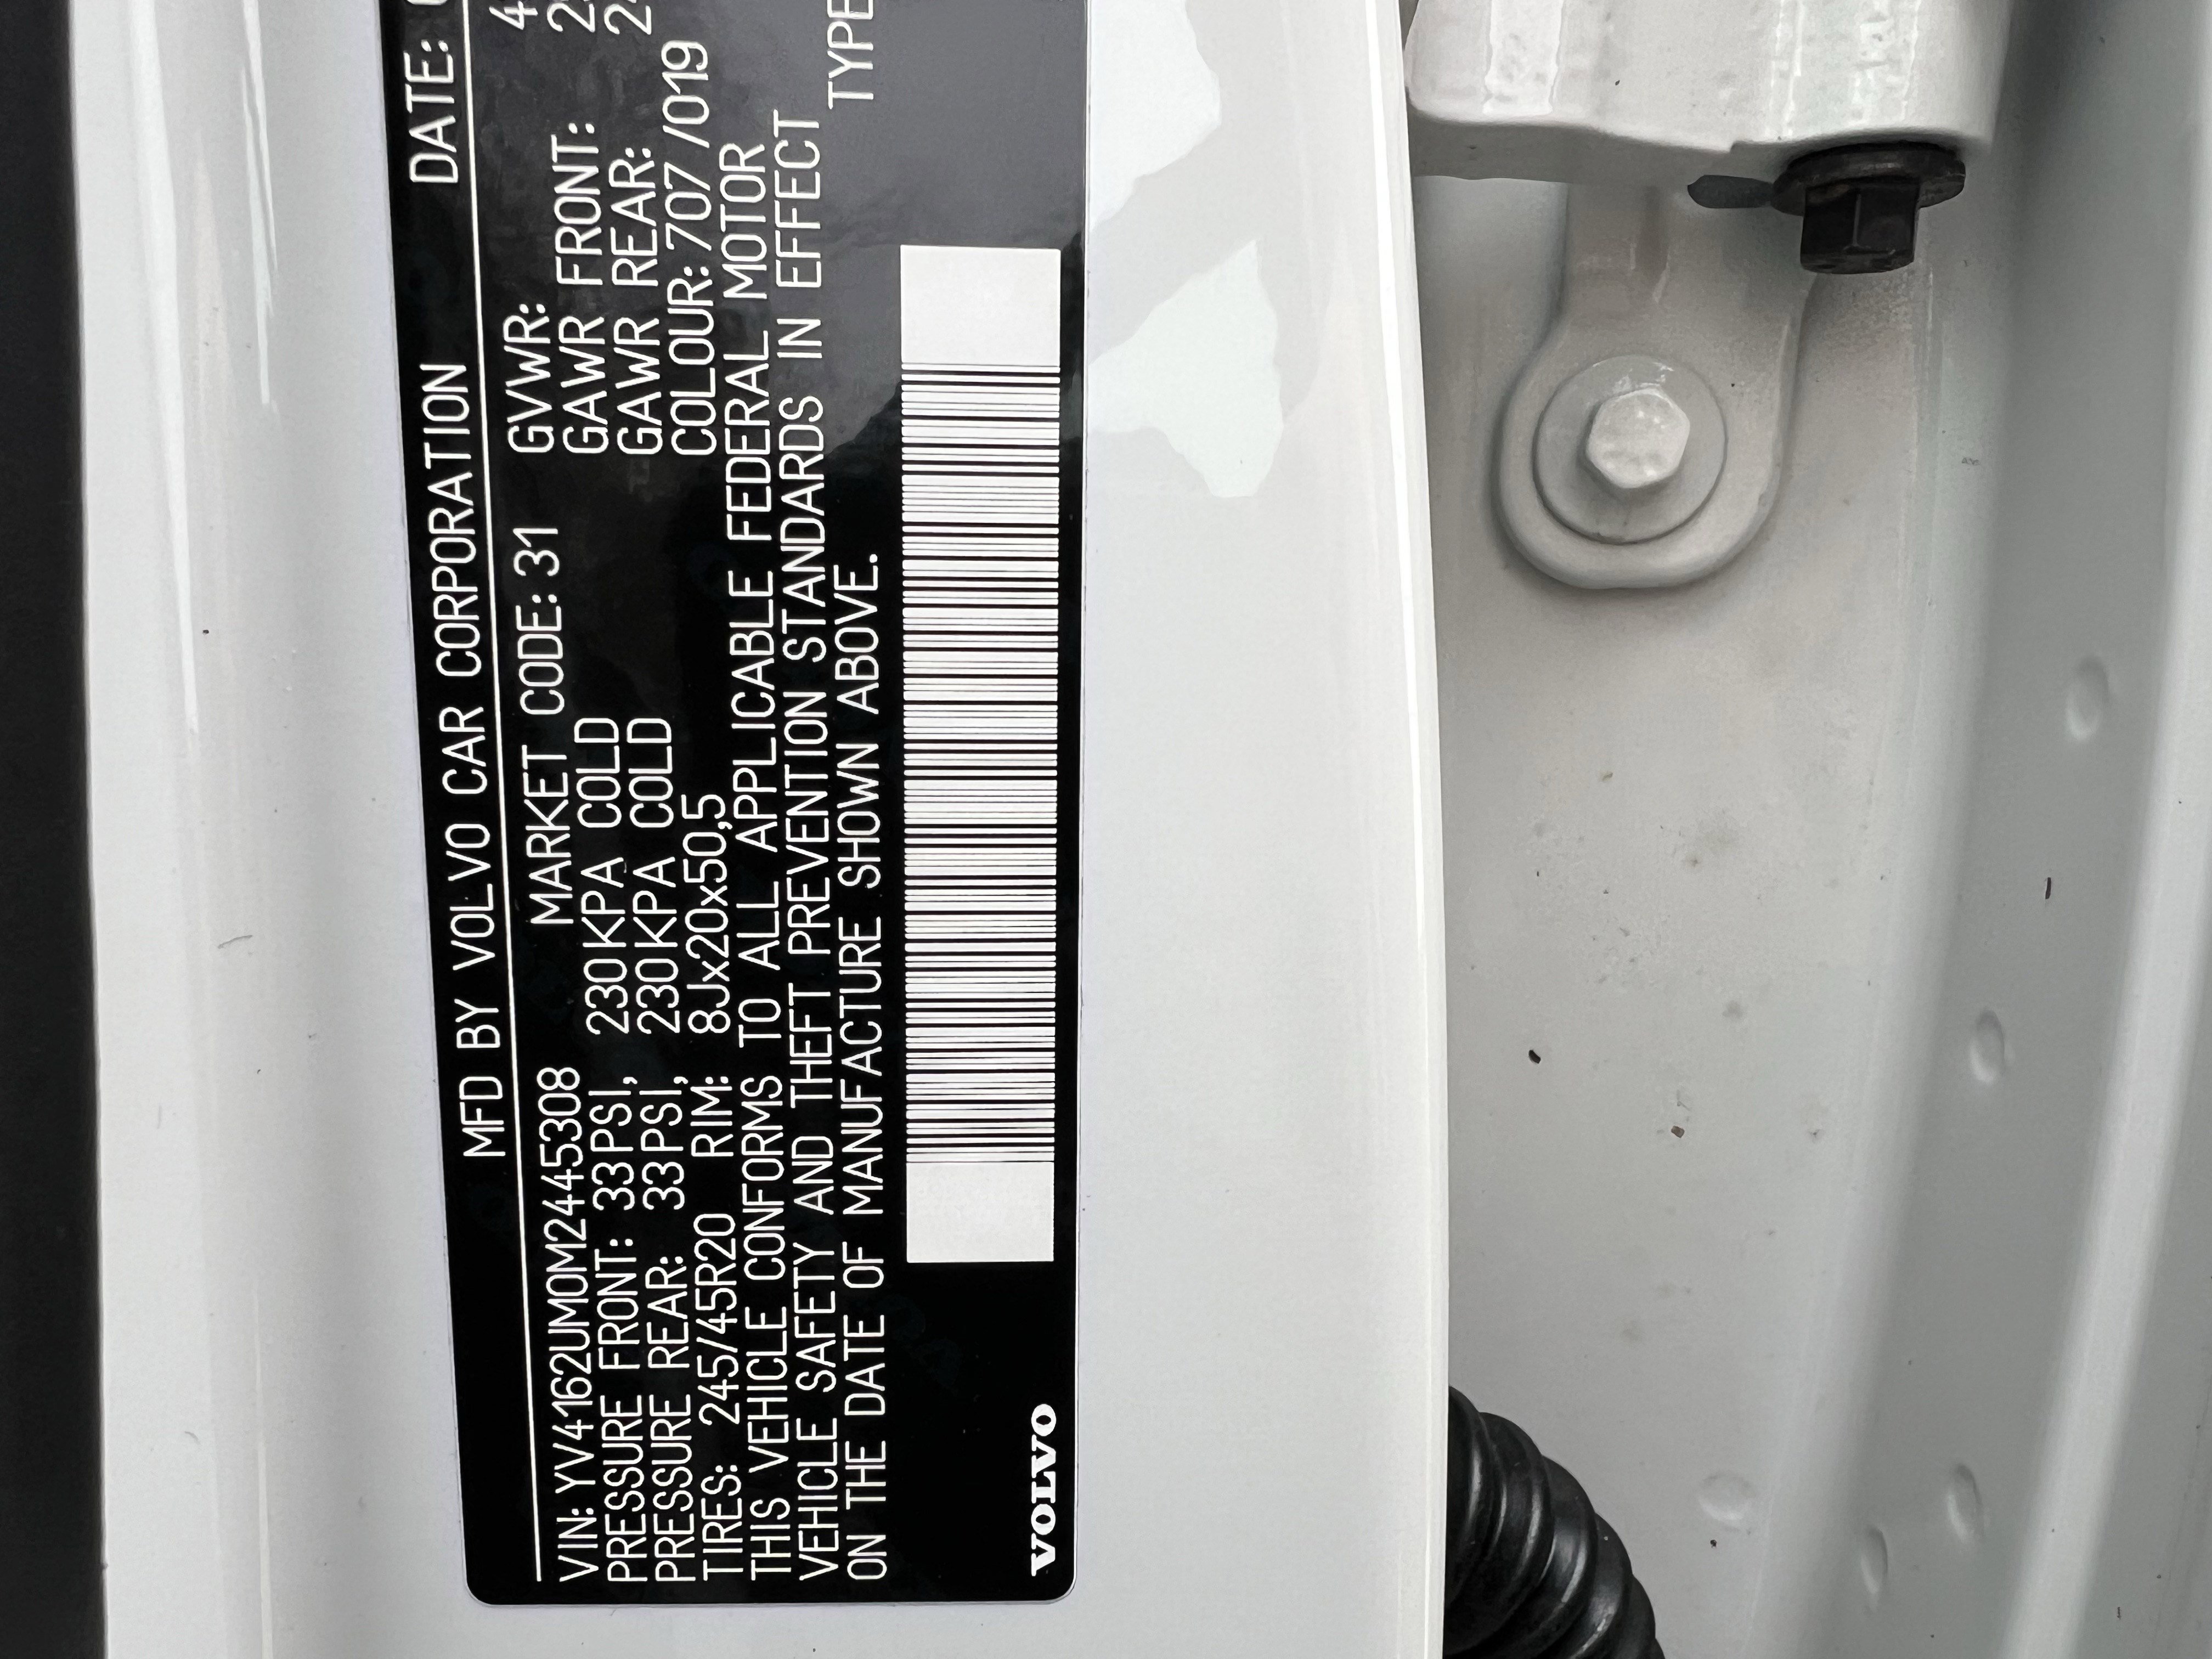 MFD BY VOLVO CAR CORPORATION DATE:
VIN: YV4162UM0M2445308 MARKET CODE: 31 GVWR:
PRESSURE FRONT: 33PSI, 230KPA COLD GAWR FRONT:
PRESSURE REAR: 33PSI, 230KPA COLD GAWR REAR:
TIRES: 245/45R20 RIM: 8Jx20x50,5 COLOUR: 707 /019
THIS VEHICLE CONFORMS TO ALL APPLICABLE FEDERAL MOTOR
VEHICLE SAFETY AND THEFT PREVENTION STANDARDS IN EFFECT
ON THE DATE OF MANUFACTURE SHOWN ABOVE. TYPE
VOLVO